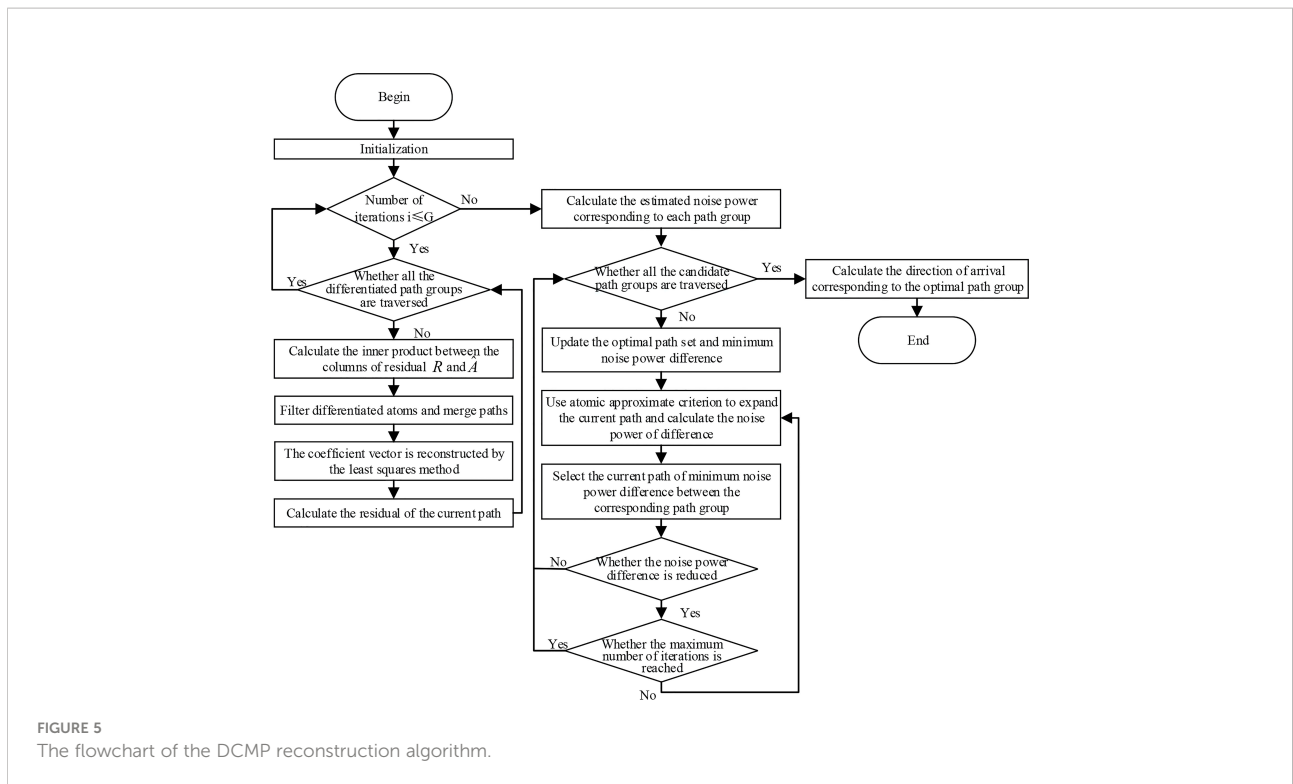 Begin
Initialization
Number of
iterations i≤G
No
Yes
Whether all the
differentiated path groups
are traversed
Yes
No
Calculate the inner product between the
columns of residual R and Â
Filter differentiated atoms and merge paths
The coefficient vector is reconstructed by
the least squares method
Calculate the residual of the current path
Calculate the estimated noise power
corresponding to each path group
Whether all the candidate
path groups are traversed
Yes
No
Calculate the direction of arrival
corresponding to the optimal path group
End
Update the optimal path set and minimum
noise power difference
Use atomic approximate criterion to expand
the current path and calculate the noise
power of difference
Select the current path of minimum noise
power difference between the
corresponding path group
Whether the noise power
difference is reduced
No
Yes
Whether the maximum
number of iterations is
reached
Yes
No
FIGURE 5
The flowchart of the DCMP reconstruction algorithm.